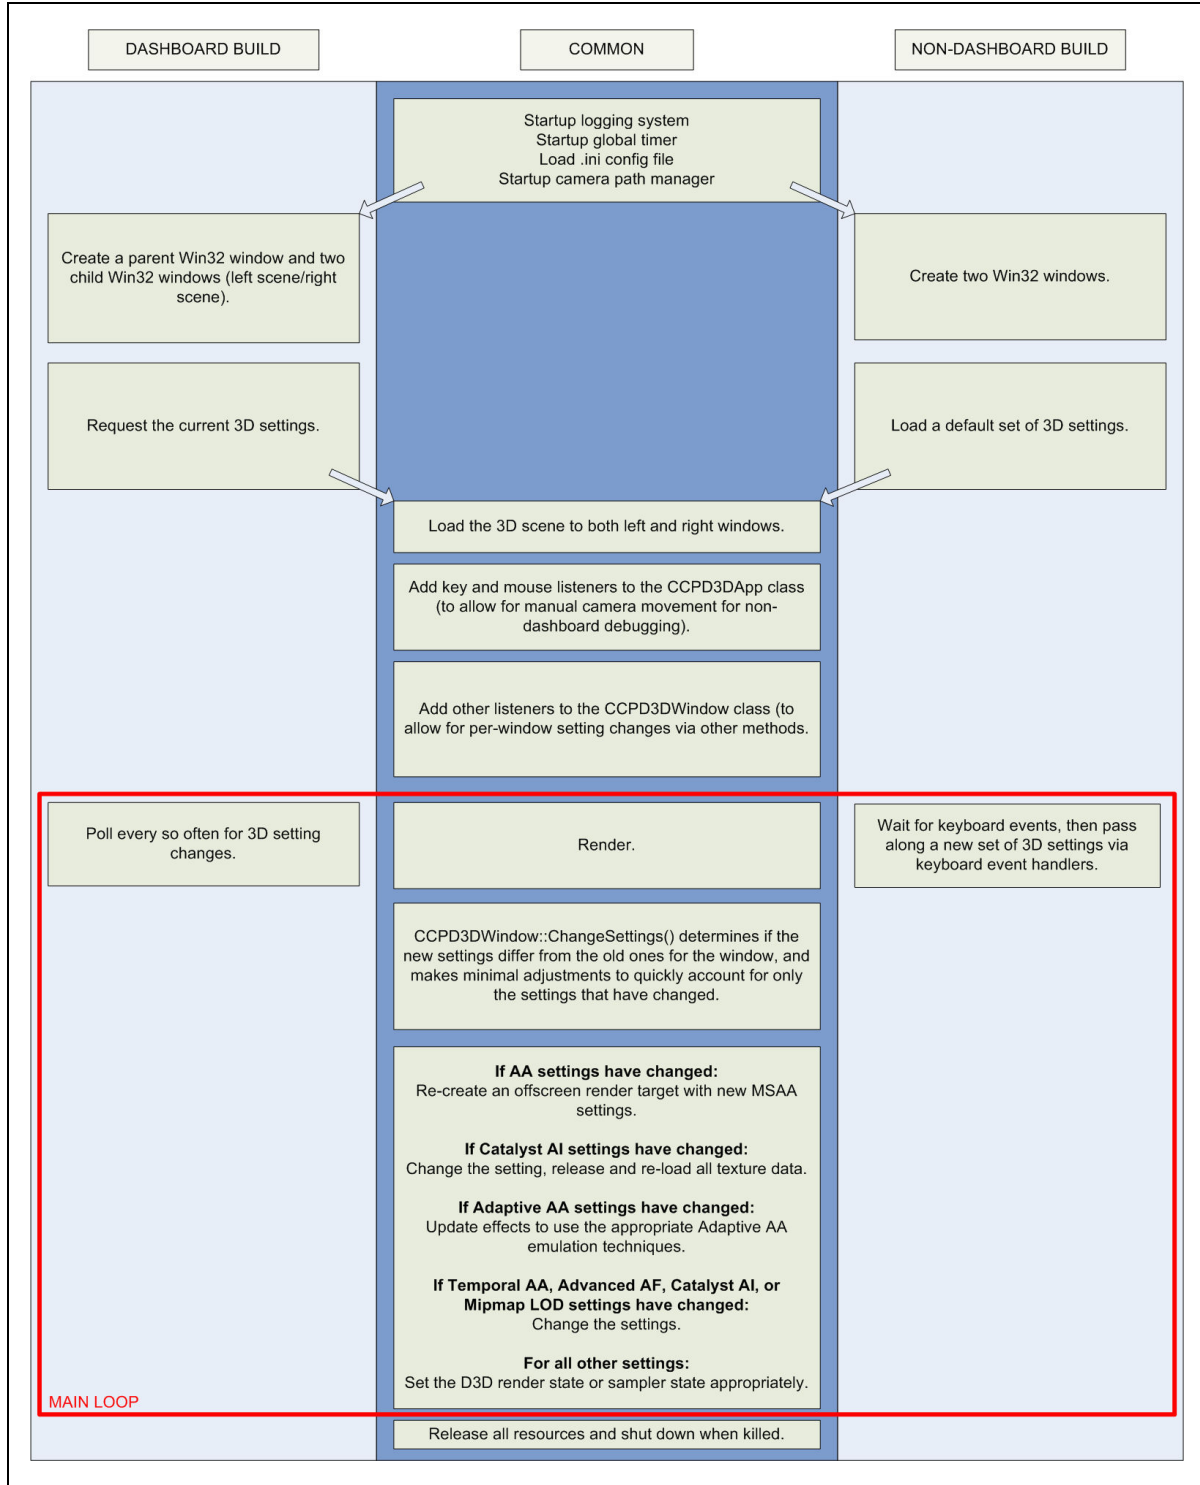 DASHBOARD BUILD
COMMON
NON-DASHBOARD BUILD
Startup logging system
Startup global timer
Load .ini config file
Startup camera path manager
Create a parent Win32 window and two
child Win32 windows (left scene/right
scene).
Create two Win32 windows.
Request the current 3D settings.
Load a default set of 3D settings.
Load the 3D scene to both left and right windows.
Add key and mouse listeners to the CCPD3DApp class
(to allow for manual camera movement for non-
dashboard debugging).
Add other listeners to the CCPD3DWindow class (to
allow for per-window setting changes via other methods.
Poll every so often for 3D setting
changes.
Render.
Wait for keyboard events, then pass
along a new set of 3D settings via
keyboard event handlers.
CCPD3DWindow::ChangeSettings() determines if the
new settings differ from the old ones for the window, and
makes minimal adjustments to quickly account for only
the settings that have changed.
If AA settings have changed:
Re-create an offscreen render target with new MSAA
settings.
If Catalyst AI settings have changed:
Change the setting, release and re-load all texture data.
If Adaptive AA settings have changed:
Update effects to use the appropriate Adaptive AA
emulation techniques.
If Temporal AA, Advanced AF, Catalyst AI, or
Mipmap LOD settings have changed:
Change the settings.
For all other settings:
Set the D3D render state or sampler state appropriately.
MAIN LOOP
Release all resources and shut down when killed.